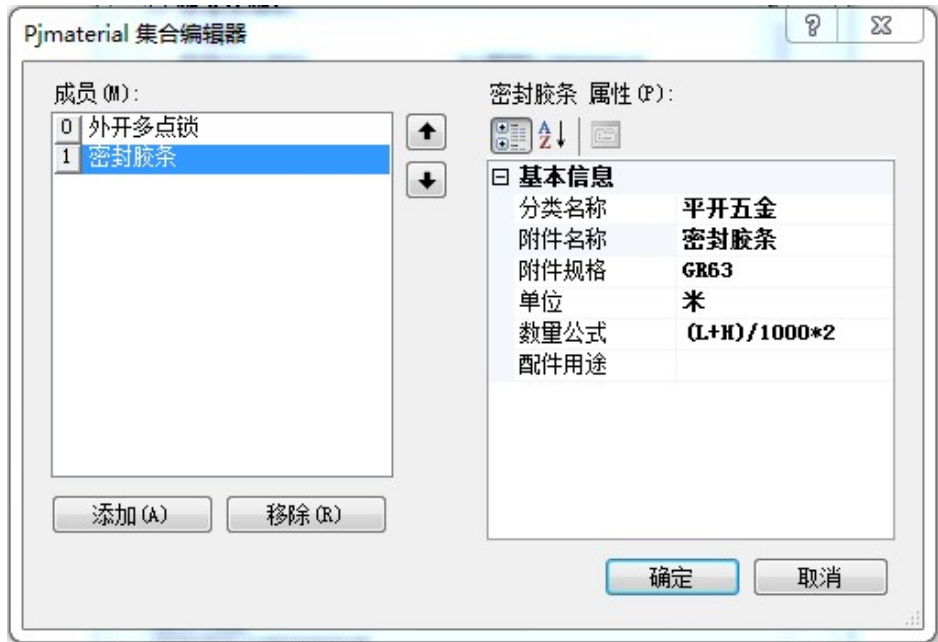 Pjmaterial 集合编辑器
成员(M):
0 外开多点锁
1 密封胶条
密封胶条 属性(P):
基本信息
分类名称 平开五金
附件名称 密封胶条
附件规格 GR63
单位 米
数量公式 (L+H)/1000*2
配件用途
添加(A) 移除(R)
确定 取消